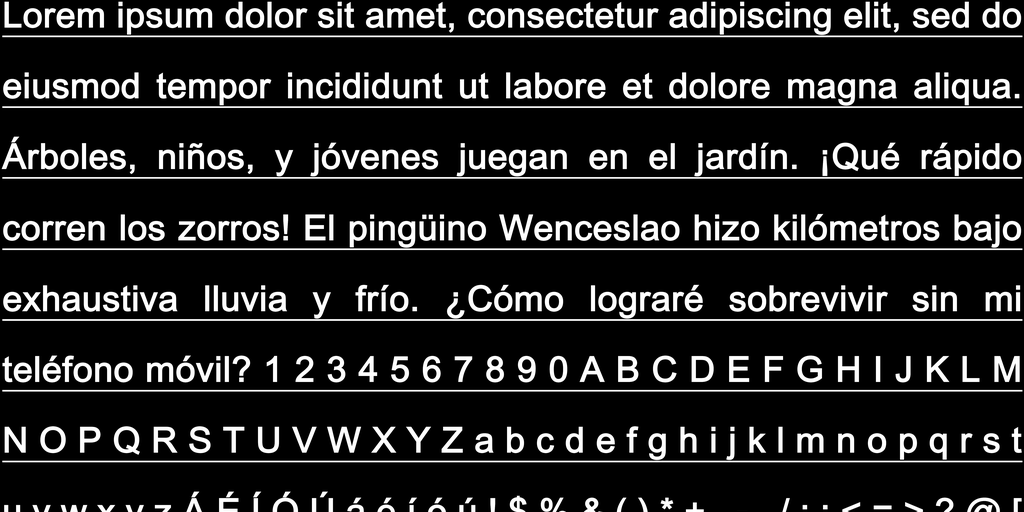 Lorem ipsum dolor sit amet, consectetur adipiscing elit, sed do
eiusmod tempor incididunt ut labore et dolore magna aliqua.
Árboles, niños, y jóvenes juegan en el jardín. ¡Qué rápido
corren los zorros! El pingüino Wenceslao hizo kilómetros bajo
exhaustiva lluvia y frío. ¿Cómo lograré sobrevivir sin mi
teléfono móvil? 1 2 3 4 5 6 7 8 9 0 A B C D E F G H I J K L M
N O P Q R S T U V W X Y Z a b c d e f g h i j k l m n o p q r s t
u v w x y z Á É Í Ó Ú á é í ó ú ! $ % & ( ) * + / : ; < = > ? @ [